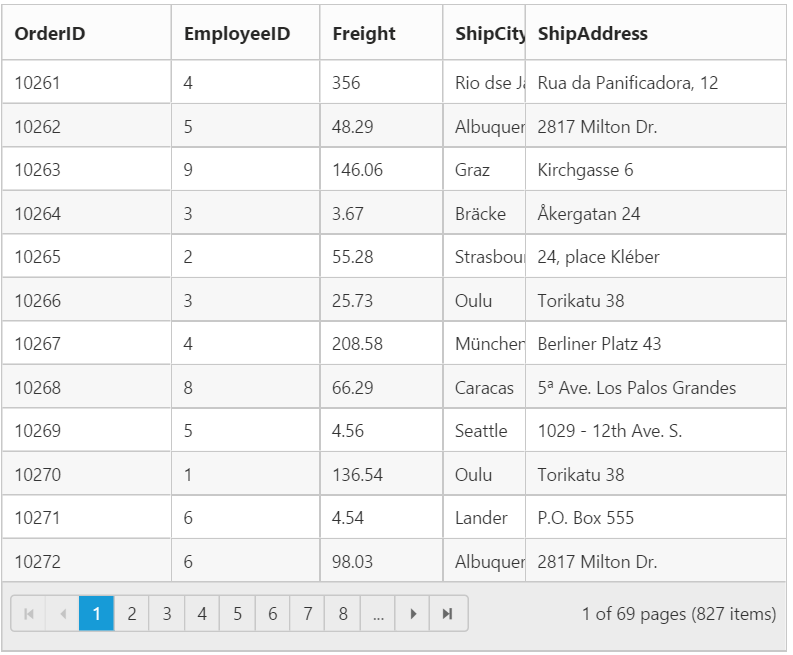 OrderID EmployeeID Freight ShipCity ShipAddress
10261 4 356 Rio dse Ja Rua da Panificadora, 12
10262 5 48.29 Albuquer 2817 Milton Dr.
10263 9 146.06 Graz Kirchgasse 6
10264 3 3.67 Bräcke Åkergatan 24
10265 2 55.28 Strasbour 24, place Kléber
10266 3 25.73 Oulu Torikatu 38
10267 4 208.58 München Berliner Platz 43
10268 8 66.29 Caracas 5ª Ave. Los Palos Grandes
10269 5 4.56 Seattle 1029 - 12th Ave. S.
10270 1 136.54 Oulu Torikatu 38
10271 6 4.54 Lander P.O. Box 555
10272 6 98.03 Albuquer 2817 Milton Dr.
1 2 3 4 5 6 7 8 ... 1 of 69 pages (827 items)